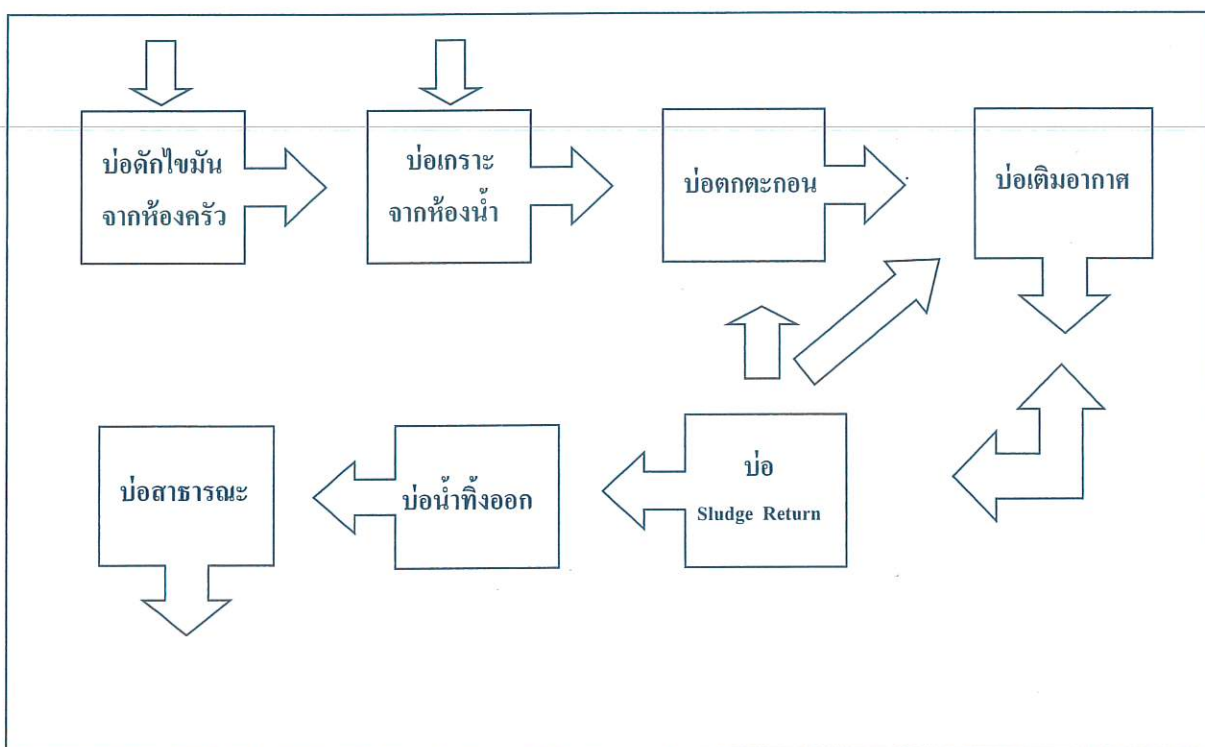 บ่อดักไขมัน
จากห้องครัว
บ่อเกราะ
จากห้องน้ำ
บ่อตกตะกอน
บ่อเติมอากาศ
บ่อสาธารณะ
บ่อน้ำทิ้งออก
บ่อ
Sludge Return